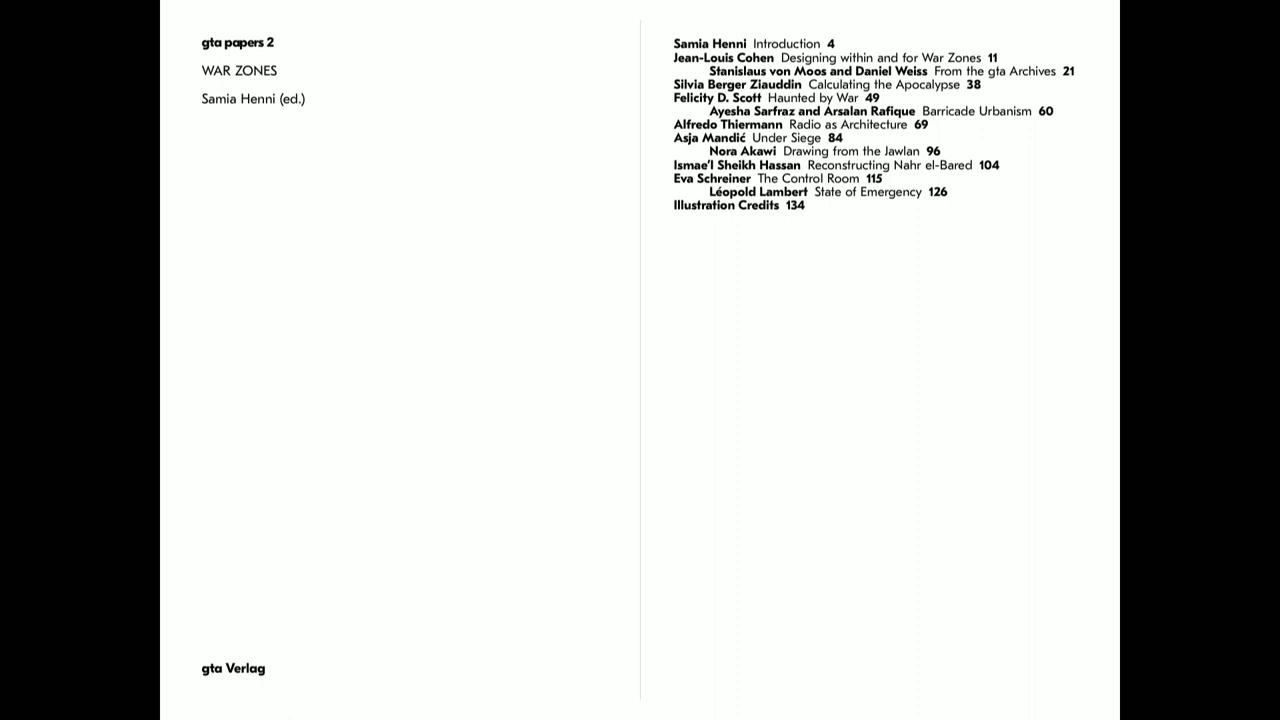 gta papers 2
WAR ZONES
Samia Henni (ed.)
gta Verlag
Samia Henni Introduction 4
Jean-Louis Cohen Designing within and for War Zones 11
Stanislaus von Moos and Daniel Weiss From the gta Archives 21
Silvia Berger Ziauddin Calculating the Apocalypse 38
Felicity D. Scott Haunted by War 49
Ayesha Sarfraz and Arsalan Rafique Barricade Urbanism 60
Alfredo Thiermann Radio as Architecture 69
Asja Mandić Under Siege 84
Nora Akawi Drawing from the Jawlan 96
Ismae'l Sheikh Hassan Reconstructing Nahr el-Bared 104
Eva Schreiner The Control Room 115
Léopold Lambert State of Emergency 126
Illustration Credits 134